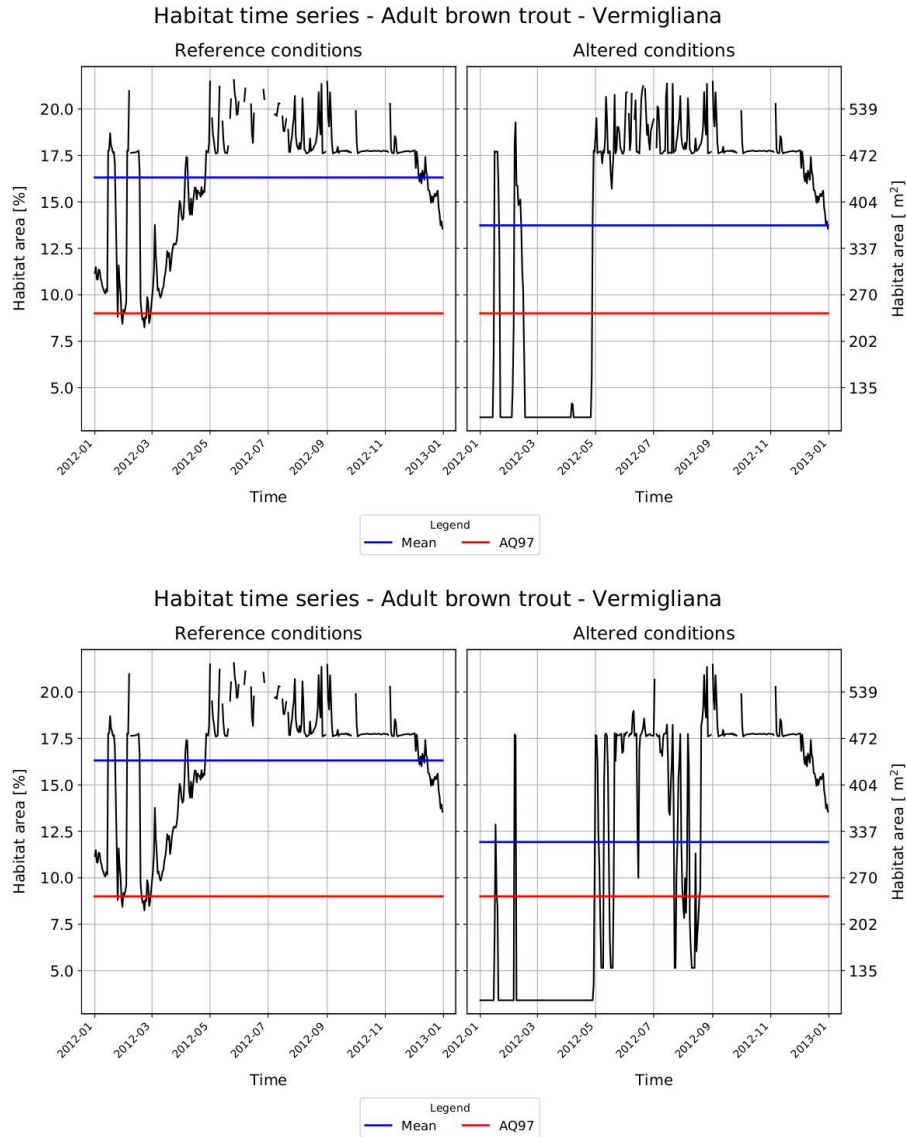 Habitat time series - Adult brown trout - Vermigliana
Reference conditions
Altered conditions
Habitat area [%]
20.0
17.5
15.0
12.5
10.0
7.5
5.0
539
472
404
337
270
202
135
Habitat area [ m²]
2012-01
2012-03
2012-05
2012-07
2012-09
2012-11
2013-01
2012-01
2012-03
2012-05
2012-07
2012-09
2012-11
2013-01
Time
Time
Legend
Mean
AQ97
Habitat time series - Adult brown trout - Vermigliana
Reference conditions
Altered conditions
Habitat area [%]
20.0
17.5
15.0
12.5
10.0
7.5
5.0
539
472
404
337
270
202
135
Habitat area [ m²]
2012-01
2012-03
2012-05
2012-07
2012-09
2012-11
2013-01
2012-01
2012-03
2012-05
2012-07
2012-09
2012-11
2013-01
Time
Time
Legend
Mean
AQ97